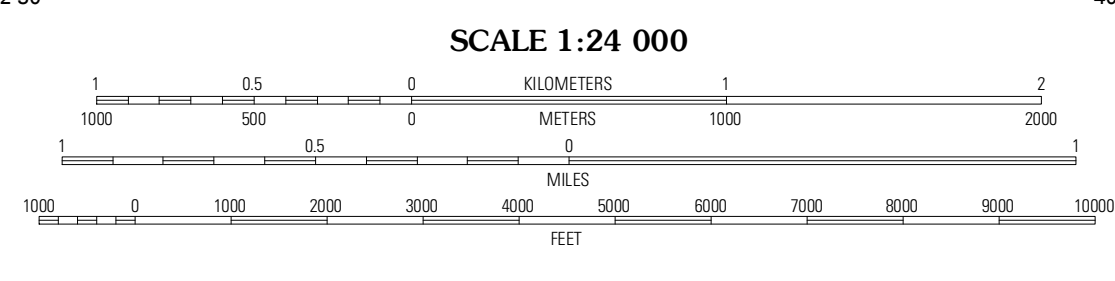 SCALE 1:24 000
1 0.5 0 KILOMETERS 1 2
1000 500 0 METERS 1000 2000
1 0.5 0 1
MILES
1000 0 1000 2000 3000 4000 5000 6000 7000 8000 9000 10000
FEET